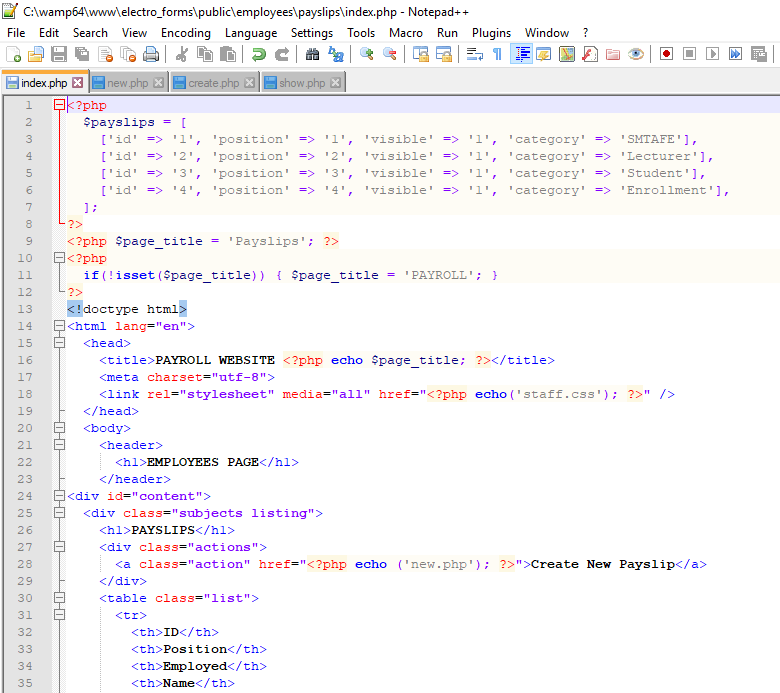 C:\wamp64\www\electro_forms\public\employees\payslips\index.php - Notepad++
File Edit Search View Encoding Language Settings Tools Macro Run Plugins Window ?
index.php new.php create.php show.php
1 <?php
2 $payslips = [
3 ['id' => '1', 'position' => '1', 'visible' => '1', 'category' => 'SMTAFE'],
4 ['id' => '2', 'position' => '2', 'visible' => '1', 'category' => 'Lecturer'],
5 ['id' => '3', 'position' => '3', 'visible' => '1', 'category' => 'Student'],
6 ['id' => '4', 'position' => '4', 'visible' => '1', 'category' => 'Enrollment'],
7 ];
8 ?>
9 <?php $page_title = 'Payslips'; ?>
10 <?php
11 if(!isset($page_title)) { $page_title = 'PAYROLL'; }
12 ?>
13 <!doctype html>
14 <html lang="en">
15 <head>
16 <title>PAYROLL WEBSITE <?php echo $page_title; ?></title>
17 <meta charset="utf-8">
18 <link rel="stylesheet" media="all" href="<?php echo('staff.css'); ?>" />
19 </head>
20 <body>
21 <header>
22 <h1>EMPLOYEES PAGE</h1>
23 </header>
24 <div id="content">
25 <div class="subjects listing">
26 <h1>PAYSLIPS</h1>
27 <div class="actions">
28 <a class="action" href="<?php echo ('new.php'); ?>">Create New Payslip</a>
29 </div>
30 <table class="list">
31 <tr>
32 <th>ID</th>
33 <th>Position</th>
34 <th>Employed</th>
35 <th>Name</th>